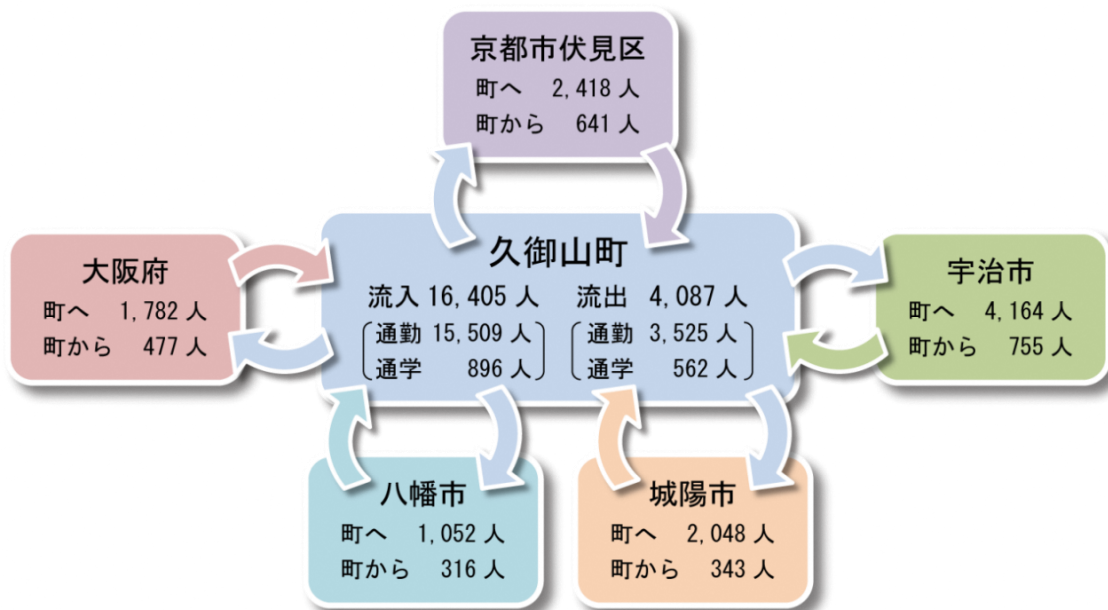 京都市伏見区
町へ 2,418 人
町から 641 人
久御山町
流入 16,405 人 流出 4,087 人
通勤 15,509 人 通勤 3,525 人
通学 896 人 通学 562 人
大阪府
町へ 1,782 人
町から 477 人
宇治市
町へ 4,164 人
町から 755 人
八幡市
町へ 1,052 人
町から 316 人
城陽市
町へ 2,048 人
町から 343 人